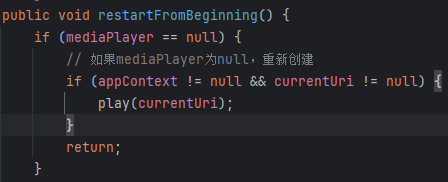 public void restartFromBeginning() {
    if (mediaPlayer == null) {
        // 如果mediaPlayer为null，重新创建
        if (appContext != null && currentUri != null) {
            play(currentUri);
        }
        return;
    }